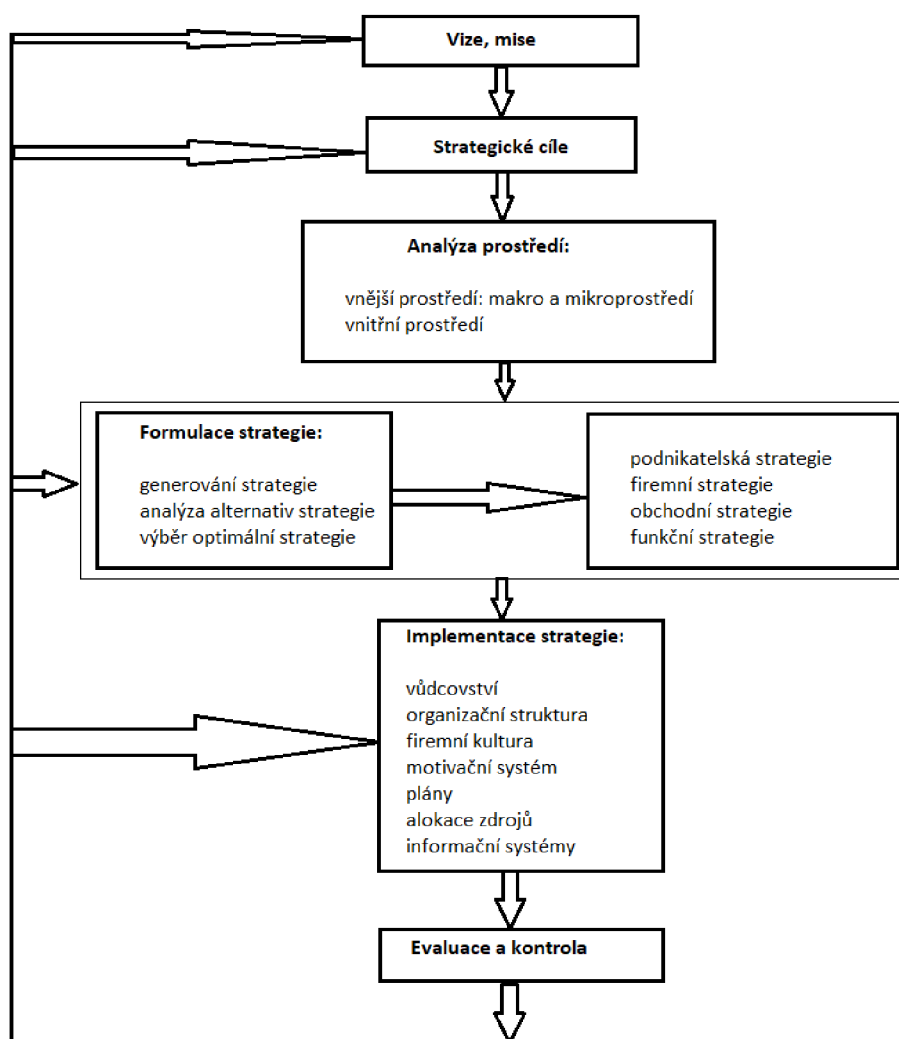 Vize, mise
Strategické cíle
Analýza prostředí:
vnější prostředí: makro a mikroprostředí
vnitřní prostředí
Formulace strategie:
generování strategie
analýza alternativ strategie
výběr optimální strategie
podnikatelská strategie
firemní strategie
obchodní strategie
funkční strategie
Implementace strategie:
vůdcovství
organizační struktura
firemní kultura
motivační systém
plány
alokace zdrojů
informační systémy
Evaluace a kontrola